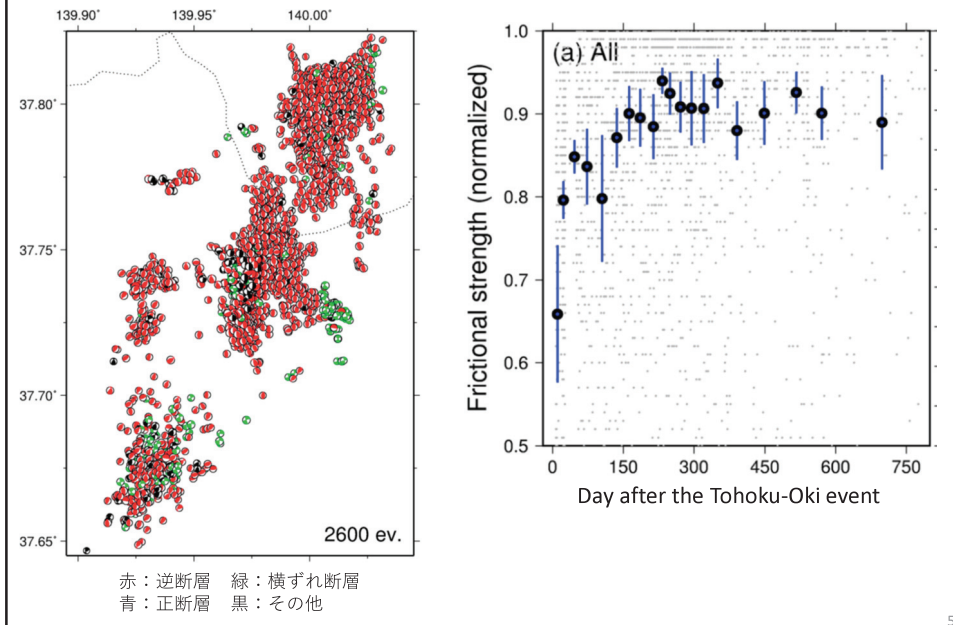 139.90° 139.95° 140.00°
37.80°
37.75°
37.70°
37.65°
2600 ev.
赤：逆断層 緑：横ずれ断層
青：正断層 黒：その他
(a) All
Frictional strength (normalized)
1.0
0.9
0.8
0.7
0.6
0.5
0 150 300 450 600 750
Day after the Tohoku-Oki event
5